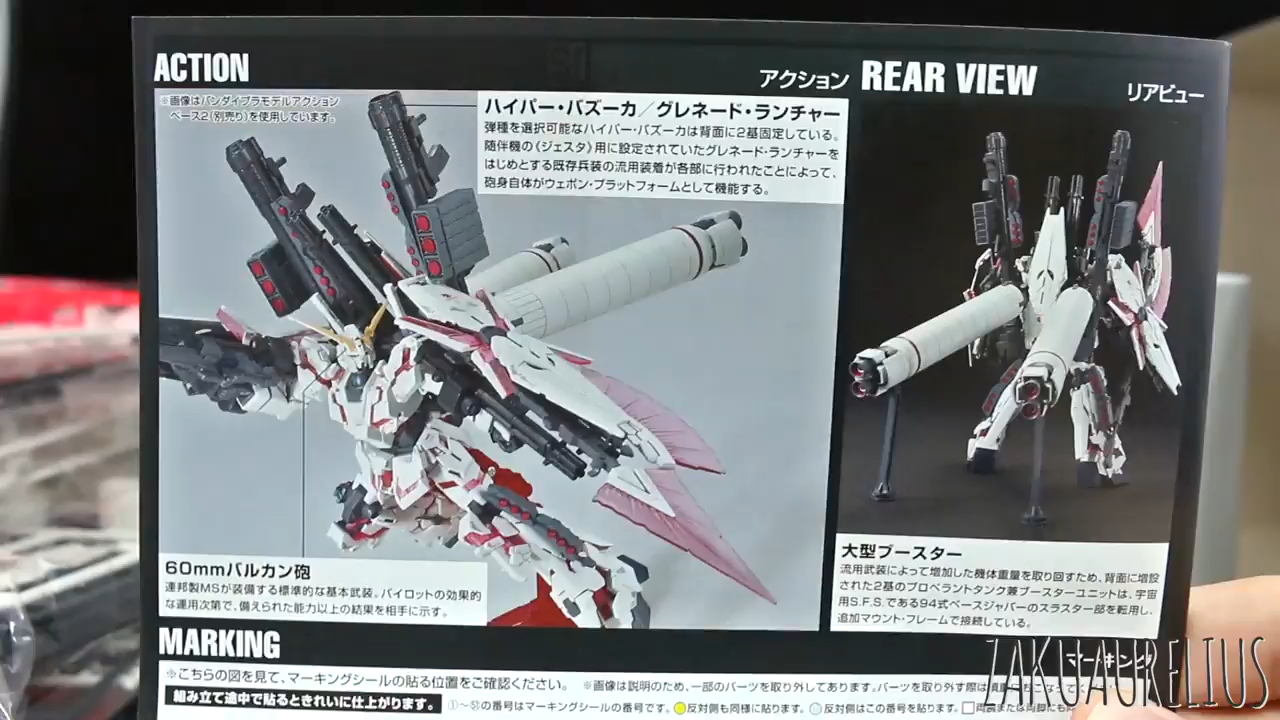 ACTION
アクション
※画像はバンダイプラモデルアクション
ベース2(別売り)を使用しています。
ハイパー・バズーカ／グレネード・ランチャー
弾種を選択可能なハイパー・バズーカは背面に2基固定している。
随伴機の《ジェスタ》用に設定されていたグレネード・ランチャーを
はじめとする既存兵装の流用装着が各部に行われたことによって、
砲身自体がウェポン・プラットフォームとして機能する。
60mmバルカン砲
連邦製MSが装備する標準的な基本武装。パイロットの効果的
な運用次第で、備えられた能力以上の結果を相手に示す。
REAR VIEW
リアビュー
大型ブースター
流用武装によって増加した機体重量を取り回すため、背面に増設
された2基のプロペラントタンク兼ブースターユニットは、宇宙
用S.F.S.である94式ベースジャバーのスラスター部を転用し、
追加マウント・フレームで接続している。
MARKING
マーキング
※こちらの図を見て、マーキングシールの貼る位置をご確認ください。
※画像は説明のため、一部のパーツを取り外してあります。パーツを取り外す際は
組み立て途中で貼るときれいに仕上がります。
の番号はマーキングシールの番号です。
反対側も同様に貼ります。
反対側はこの番号を貼ります。
ZAKUAURELIUS